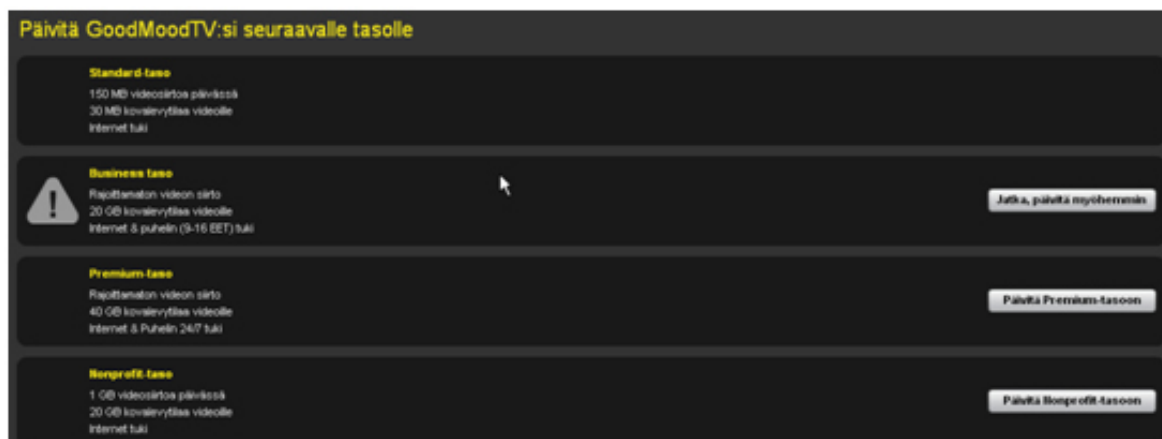 Päivitä GoodMoodTV:si seuraavalle tasolle
Standard-taso
150 MB videosiirtoa päivässä
30 MB kovalevytilaa videoille
Internet tuki
Business taso
Rajoittamaton videon siirto
20 GB kovalevytilaa videoille
Internet & puhelin (9-16 EET) tuki
Jatka, päivitä myöhemmin
Premium-taso
Rajoittamaton videon siirto
40 GB kovalevytilaa videoille
Internet & Puhelin 24/7 tuki
Päivitä Premium-tasoon
Nonprofit-taso
1 GB videosiirtoa päivässä
20 GB kovalevytilaa videoille
Internet tuki
Päivitä Nonprofit-tasoon